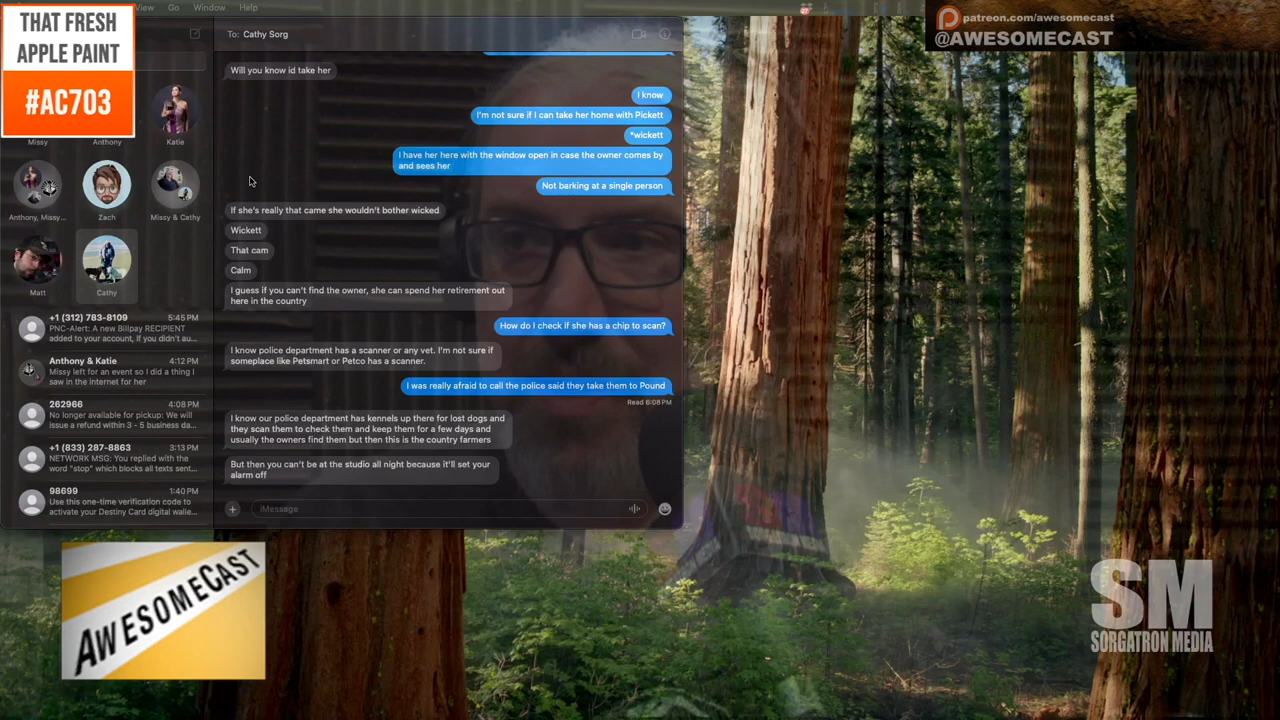 THAT FRESH
APPLE PAINT
#AC703
View Go Window Help
27
patreon.com/awesomecast
@AWESOMECAST
To: Cathy Sorg
Missy
Anthony
Katie
Anthony, Missy...
Zach
Missy & Cathy
Matt
Cathy
+1 (312) 783-8109 5:45 PM
PNC-Alert: A new Billpay RECIPIENT
added to your account, If you didn't au...
Anthony & Katie 4:12 PM
Missy left for an event so I did a thing I
saw in the internet for her
262966 4:08 PM
No longer available for pickup: We will
issue a refund within 3 - 5 business da...
+1 (833) 287-8863 3:13 PM
NETWORK MSG: You replied with the
word "stop" which blocks all texts sent...
98699 1:40 PM
Use this one-time verification code to
activate your Destiny Card digital walle...
Will you know id take her
I know
I'm not sure if I can take her home with Pickett
*wickett
I have her here with the window open in case the owner comes by
and sees her
Not barking at a single person
If she's really that came she wouldn't bother wicked
Wickett
That cam
Calm
I guess if you can't find the owner, she can spend her retirement out
here in the country
How do I check if she has a chip to scan?
I know police department has a scanner or any vet. I'm not sure if
someplace like Petsmart or Petco has a scanner.
I was really afraid to call the police said they take them to Pound
Read 6:08 PM
I know our police department has kennels up there for lost dogs and
they scan them to check them and keep them for a few days and
usually the owners find them but then this is the country farmers
But then you can't be at the studio all night because it'll set your
alarm off
iMessage
AWESOMECAST
SM
SORGATRON MEDIA